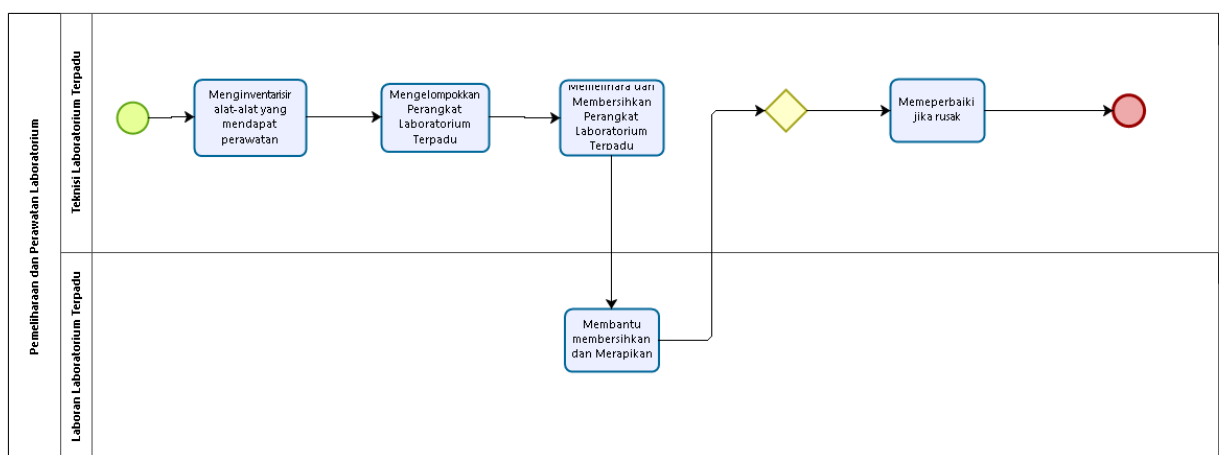 Pemeliharaan dan Perawatan Laboratorium
Teknisi Laboratorium Terpadu
Menginventarisir
alat-alat yang
mendapat
perawatan
Mengelompokkan
Perangkat
Laboratorium
Terpadu
Memelihara dan
Membersihkan
Perangkat
Laboratorium
Terpadu
Memeperbaiki
jika rusak
Laboran Laboratorium Terpadu
Membantu
membersihkan
dan Merapikan